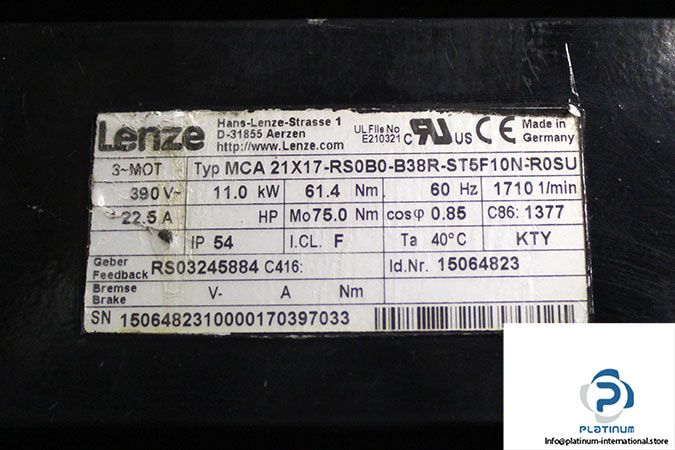 Lenze
Hans-Lenze-Strasse 1
D-31855 Aerzen
http://www.Lenze.com
UL File No
E210321
C UR US CE
Made in
Germany
3~MOT Typ MCA 21X17-RS0B0-B38R-ST5F10N-R0SU
390 V~ 11.0 kW 61.4 Nm 60 Hz 1710 1/min
22.5 A HP Mo 75.0 Nm cosφ 0.85 C86: 1377
IP 54 I.CL. F Ta 40°C KTY
Geber
Feedback RS03245884 C416: Id.Nr. 15064823
Bremse
Brake V- A Nm
SN 1506482310000170397033
PLATINUM
Info@platinum-international.store